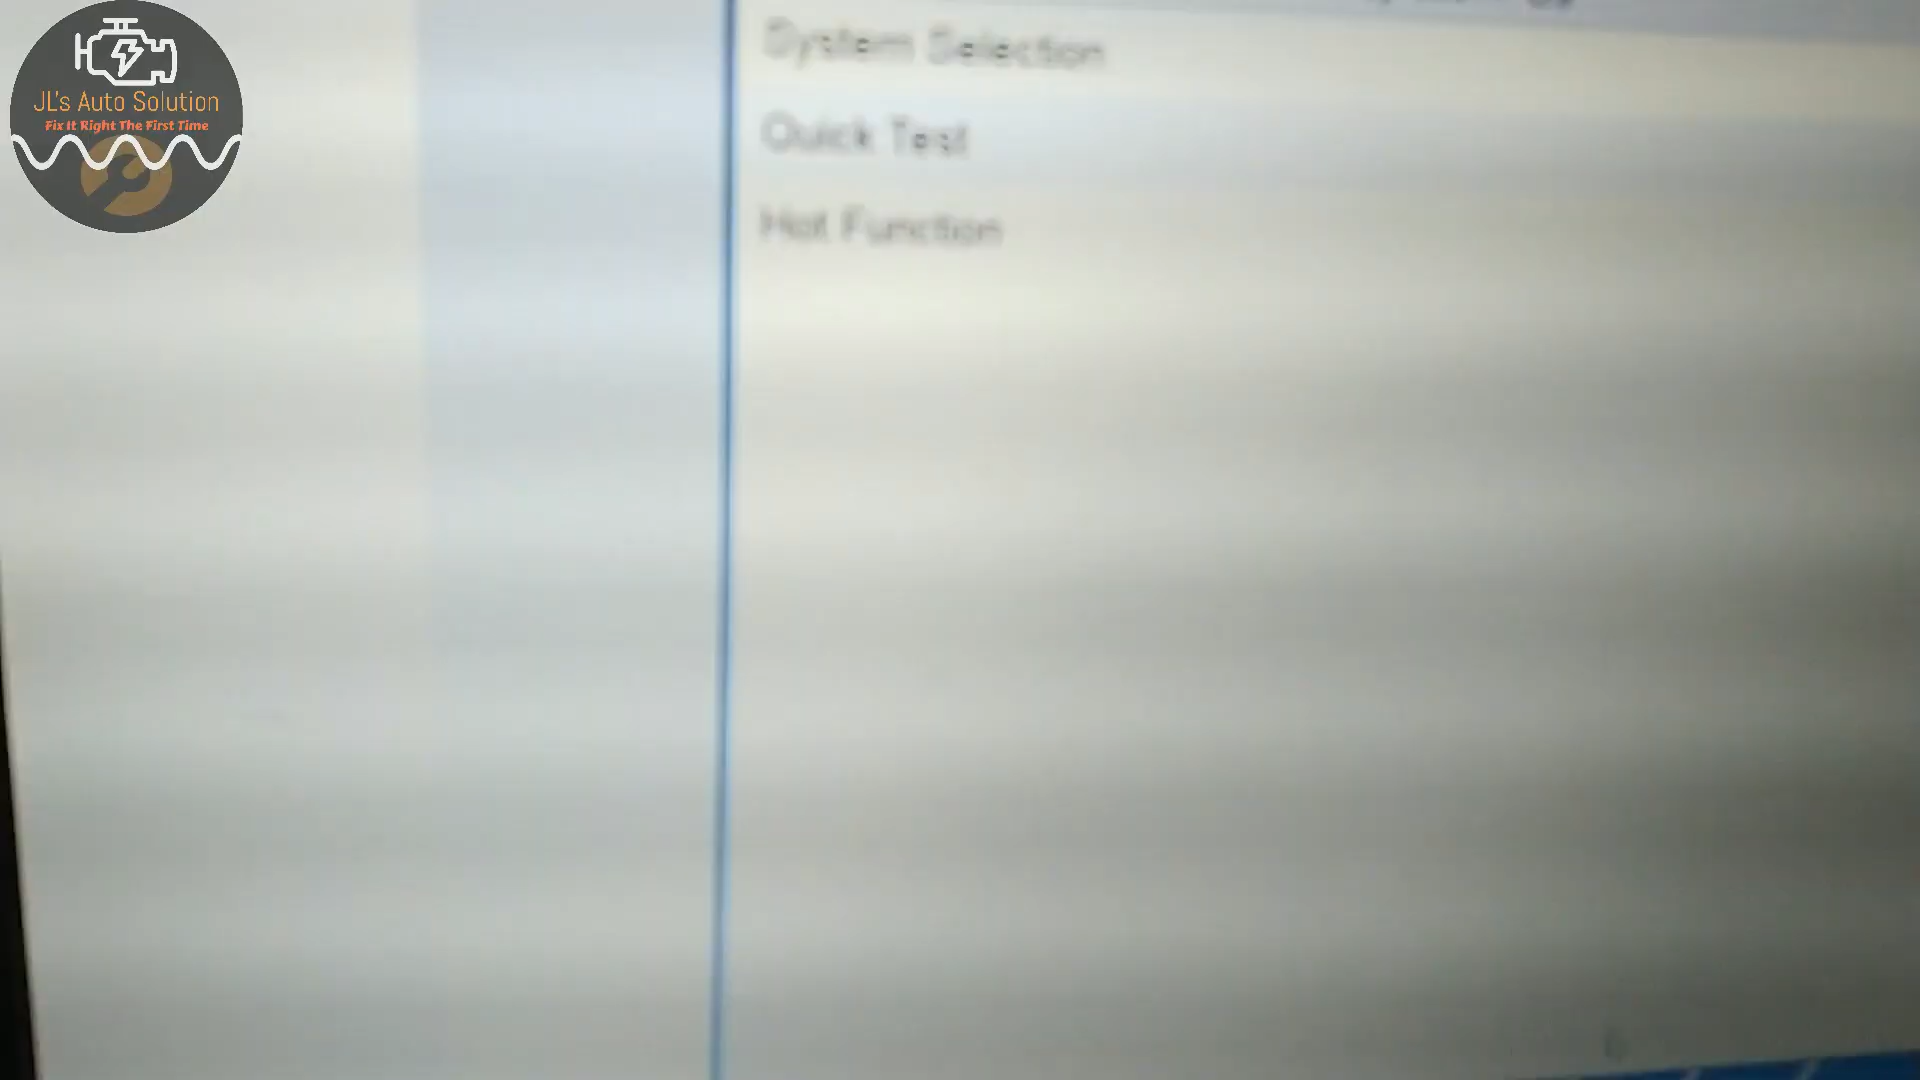 JL's Auto Solution
Fix It Right The First Time
System Selection
Quick Test
Hot Function